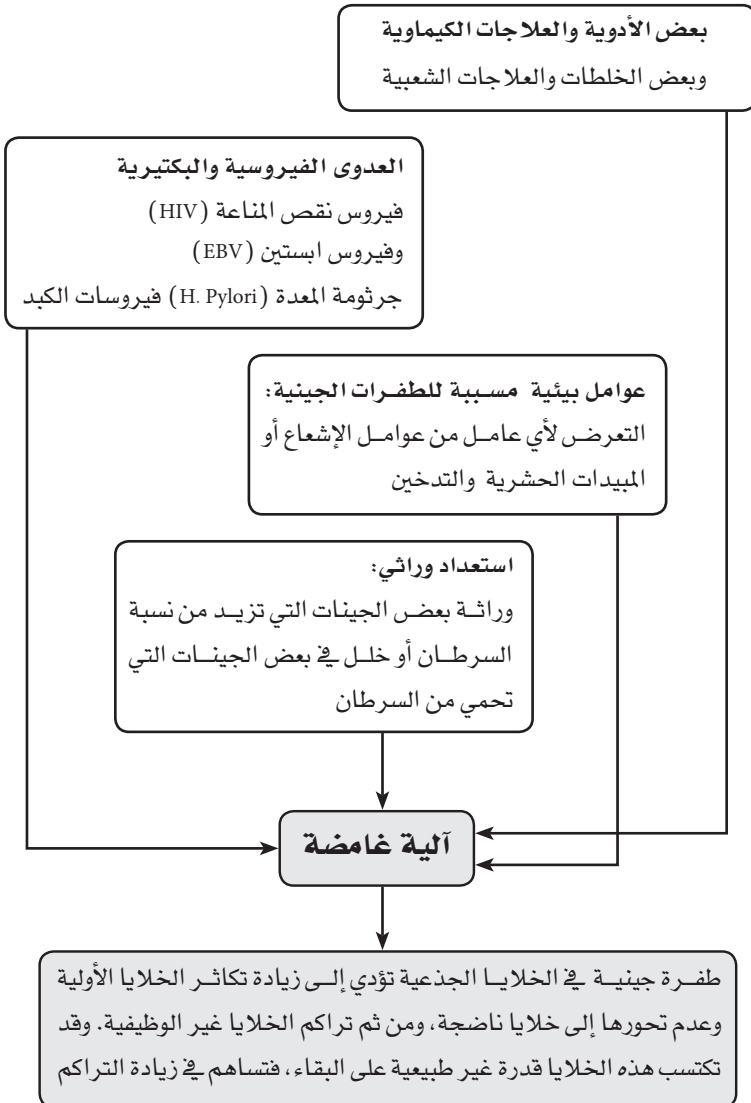 بعض الأدوية والعلاجات الكيماوية
وبعض الخلطات والعلاجات الشعبية
العدوى الفيروسية والبكتيرية
فيروس نقص المناعة (HIV)
وفيروس ابستين (EBV)
جرثومة المعدة (H. Pylori) فيروسات الكبد
عوامل بيئية مسببة للطفرات الجينية:
التعرض لأي عامل من عوامل الإشعاع أو
المبيدات الحشرية والتدخين
استعداد وراثي:
وراثة بعض الجينات التي تزيد من نسبة
السرطان أو خلل في بعض الجينات التي
تحمي من السرطان
آلية غامضة
طفرة جينية في الخلايا الجذعية تؤدي إلى زيادة تكاثر الخلايا الأولية
وعدم تحورها إلى خلايا ناضجة، ومن ثم تراكم الخلايا غير الوظيفية. وقد
تكتسب هذه الخلايا قدرة غير طبيعية على البقاء، فتساهم في زيادة التراكم